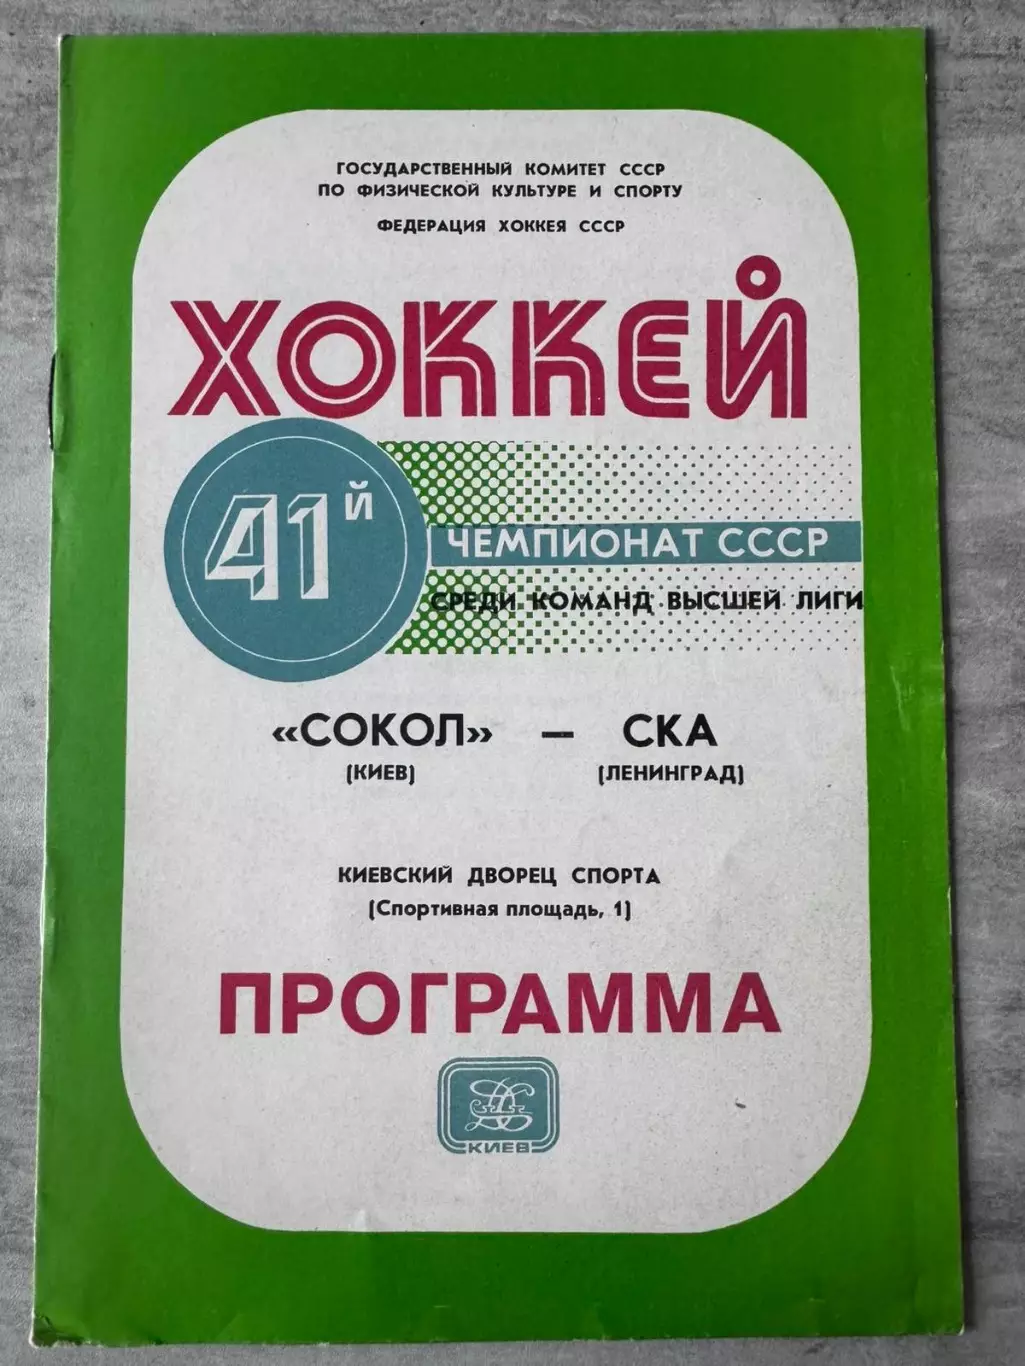 ГОСУДАРСТВЕННЫЙ КОМИТЕТ СССР
ПО ФИЗИЧЕСКОЙ КУЛЬТУРЕ И СПОРТУ
ФЕДЕРАЦИЯ ХОККЕЯ СССР
ХОККЕЙ
41Й
ЧЕМПИОНАТ СССР
СРЕДИ КОМАНД ВЫСШЕЙ ЛИГИ
«СОКОЛ» — СКА
(КИЕВ) (ЛЕНИНГРАД)
КИЕВСКИЙ ДВОРЕЦ СПОРТА
(Спортивная площадь, 1)
ПРОГРАММА
КИЕВ